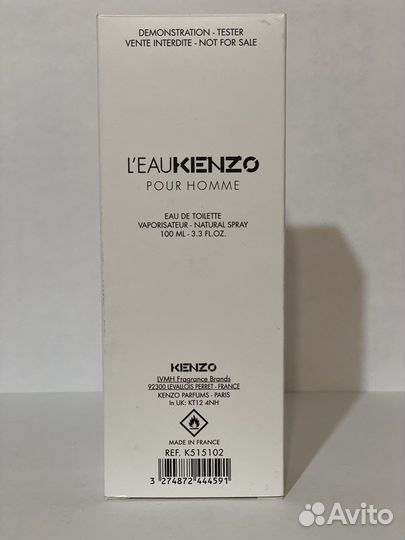 DEMONSTRATION - TESTER
VENTE INTERDITE - NOT FOR SALE
L'EAUKENZO
POUR HOMME
EAU DE TOILETTE
VAPORISATEUR - NATURAL SPRAY
100 ML - 3.3 FL.OZ.
KENZO
LVMH Fragrance Brands
92300 LEVALLOIS PERRET - FRANCE
KENZO PARFUMS - PARIS
In UK: KT12 4NH
MADE IN FRANCE
REF. K515102
3 274872 444591
Avito